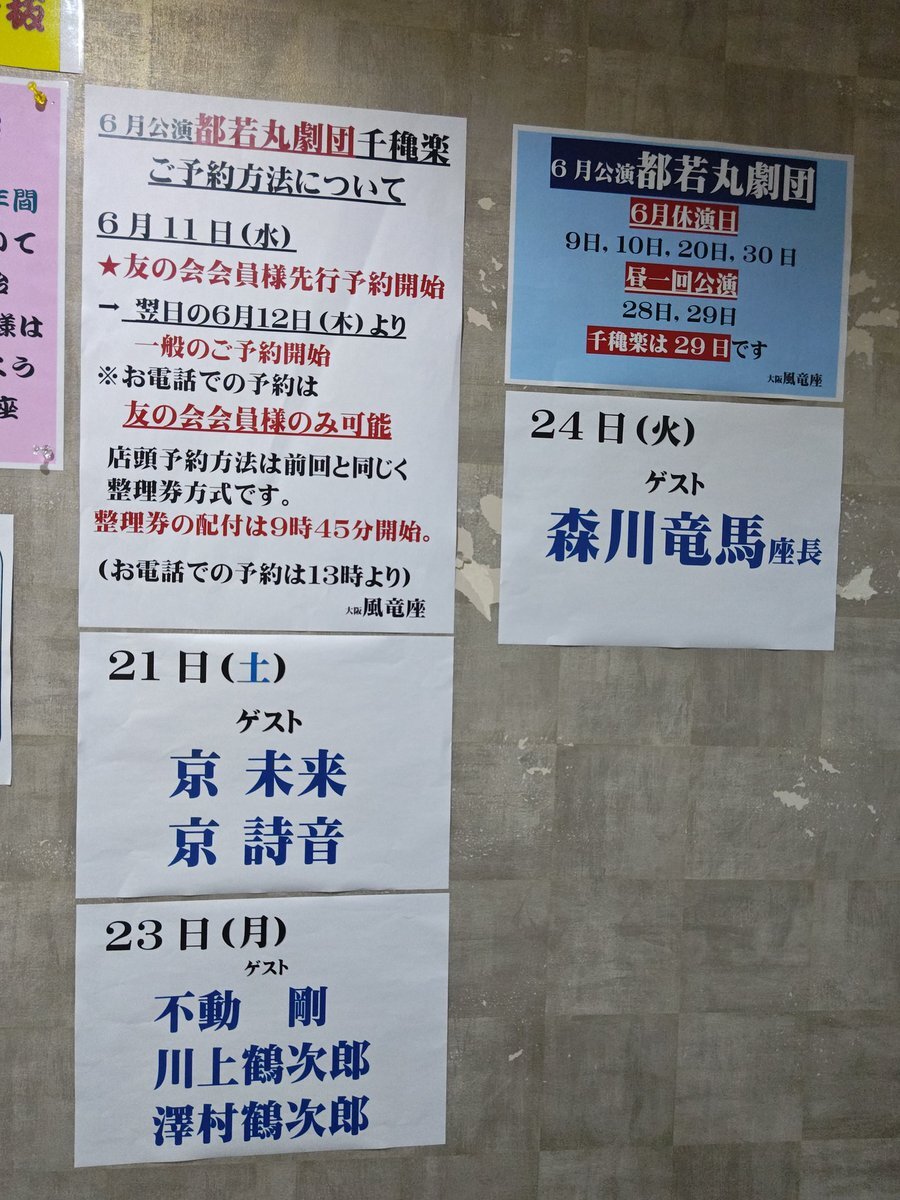 抜
年間
いて
始
様は
こう
座
6月公演都若丸劇団千穐楽
ご予約方法について
6月11日(水)
★友の会会員様先行予約開始
→ 翌日の6月12日(木)より
一般のご予約開始
※お電話での予約は
友の会会員様のみ可能
店頭予約方法は前回と同じく
整理券方式です。
整理券の配付は9時45分開始。
(お電話での予約は13時より)
大阪風竜座
21日(土)
ゲスト
京 未来
京 詩音
23日(月)
ゲスト
不動 剛
川上鶴次郎
澤村鶴次郎
6月公演都若丸劇団
6月休演日
9日, 10日, 20日, 30日
昼一回公演
28日, 29日
千穐楽は29日です
大阪風竜座
24日(火)
ゲスト
森川竜馬座長